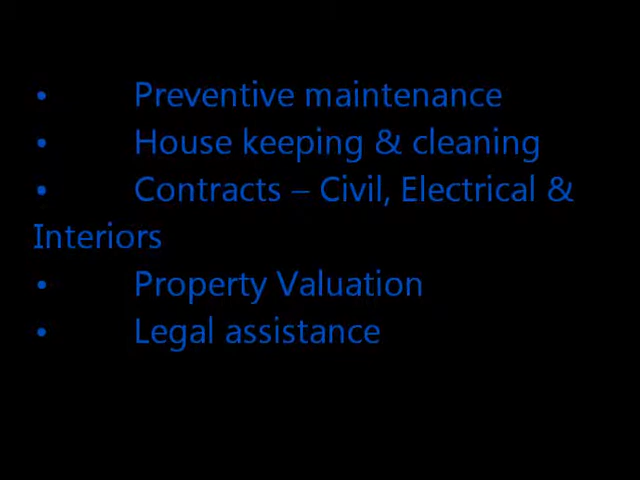 • Preventive maintenance
• House keeping & cleaning
• Contracts – Civil, Electrical &
Interiors
• Property Valuation
• Legal assistance